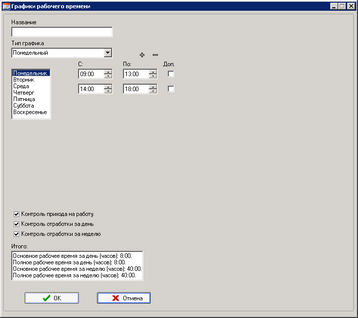 Графики рабочего времени
Название
Тип графика
Понедельный
С: По: Доп.
Понедельник 09:00 13:00
Вторник
Среда 14:00 18:00
Четверг
Пятница
Суббота
Воскресенье
Контроль прихода на работу
Контроль отработки за день
Контроль отработки за неделю
Итого:
Основное рабочее время за день (часов): 8:00.
Полное рабочее время за день (часов): 8:00.
Основное рабочее время за неделю (часов): 40:00.
Полное рабочее время за неделю (часов): 40:00.
OK Отмена